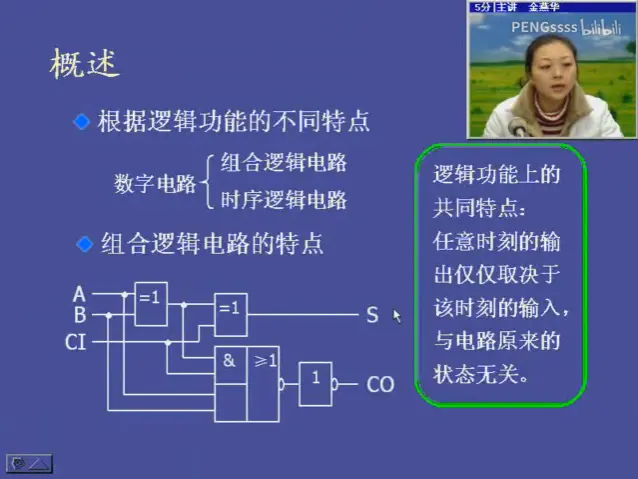 5分|主讲 金燕华
PENGssss bilibili
概述
根据逻辑功能的不同特点
数字电路
组合逻辑电路
时序逻辑电路
组合逻辑电路的特点
A
B
CI
=1
=1
S
&
≥1
1
CO
逻辑功能上的
共同特点：
任意时刻的输
出仅仅取决于
该时刻的输入，
与电路原来的
状态无关。